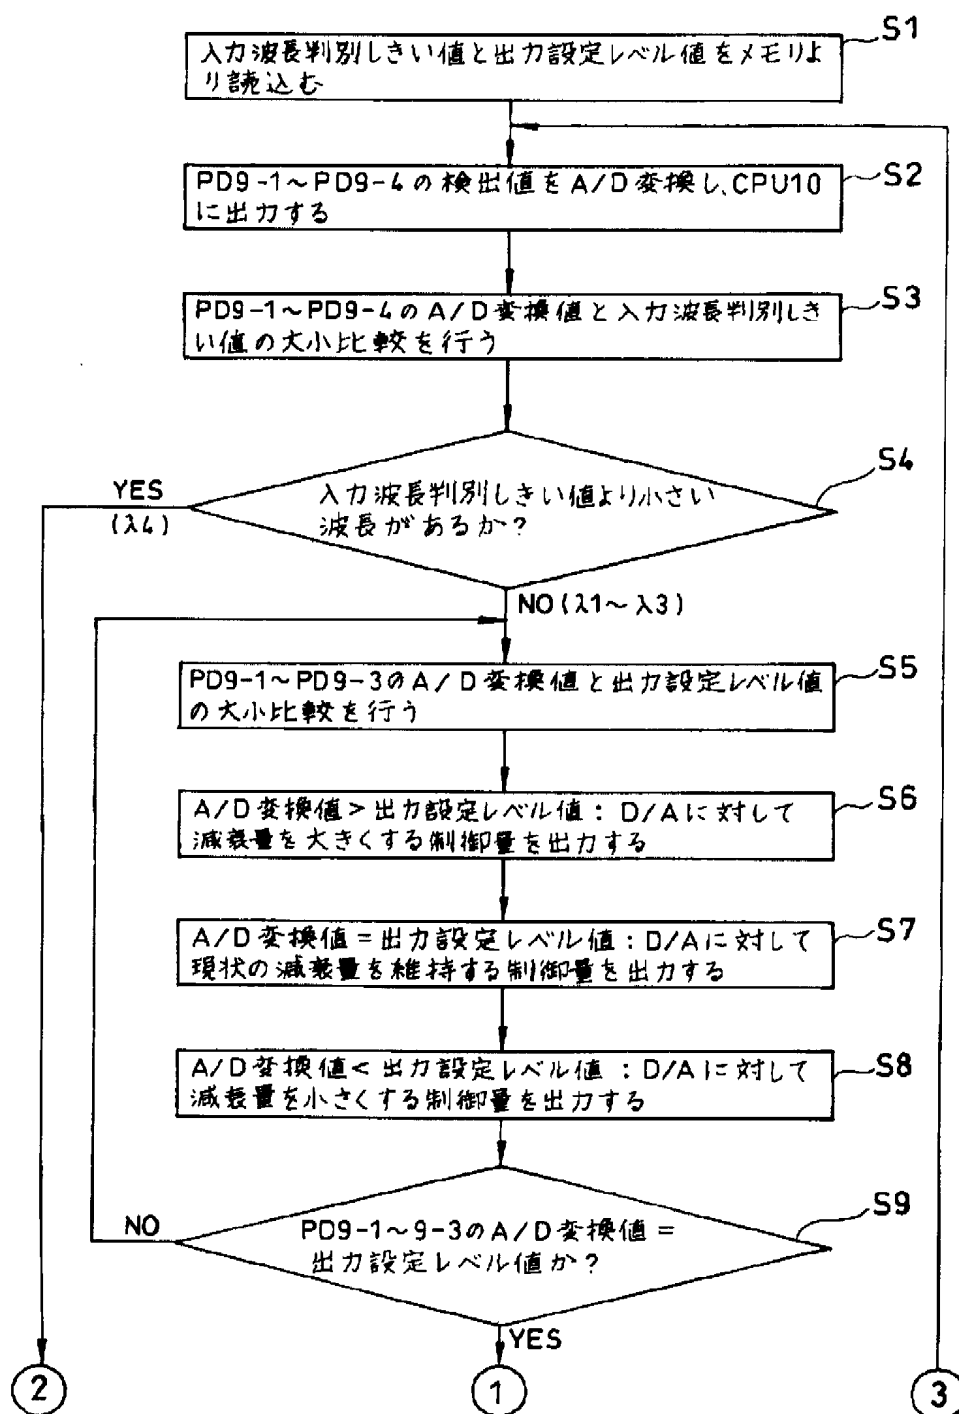 S1
入力波長判別しきい値と出力設定レベル値をメモリよ
り読込む
S2
PD9-1～PD9-4の検出値をA/D変換し、CPU10
に出力する
S3
PD9-1～PD9-4のA/D変換値と入力波長判別しき
い値の大小比較を行う
S4
入力波長判別しきい値より小さい
波長があるか?
YES
(λ4)
NO(λ1～λ3)
S5
PD9-1～PD9-3のA/D変換値と出力設定レベル値
の大小比較を行う
S6
A/D変換値>出力設定レベル値:D/Aに対して
減衰量を大きくする制御量を出力する
S7
A/D変換値=出力設定レベル値:D/Aに対して
現状の減衰量を維持する制御量を出力する
S8
A/D変換値<出力設定レベル値:D/Aに対して
減衰量を小さくする制御量を出力する
S9
NO
PD9-1～9-3のA/D変換値=
出力設定レベル値か?
YES
2
1
3